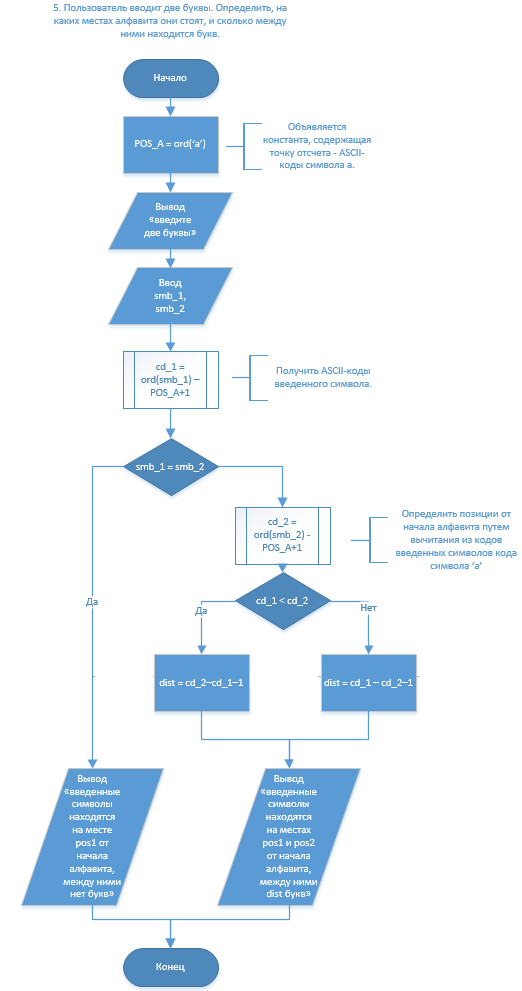 5. Пользователь вводит две буквы. Определить, на
каких местах алфавита они стоят, и сколько между
ними находится букв.
Начало
POS_A = ord(‘a’)
Объявляется
константа, содержащая
точку отсчета - ASCII-
коды символа a.
Вывод
«введите
две буквы»
Ввод
smb_1,
smb_2
cd_1 =
ord(smb_1) –
POS_A+1
Получить ASCII-коды
введенного символа.
smb_1 = smb_2
cd_2 =
ord(smb_2) -
POS_A+1
Определить позиции от
начала алфавита путем
вычитания из кодов
введенных символов кода
символа ‘a’
cd_1 < cd_2
Да
Да
Нет
dist = cd_2–cd_1–1
dist = cd_1 – cd_2–1
Вывод
«введенные
символы
находятся
на месте
pos1 от
начала
алфавита,
между ними
нет букв»
Вывод
«введенные
символы
находятся
на местах
pos1 и pos2
от начала
алфавита,
между ними
dist букв»
Конец